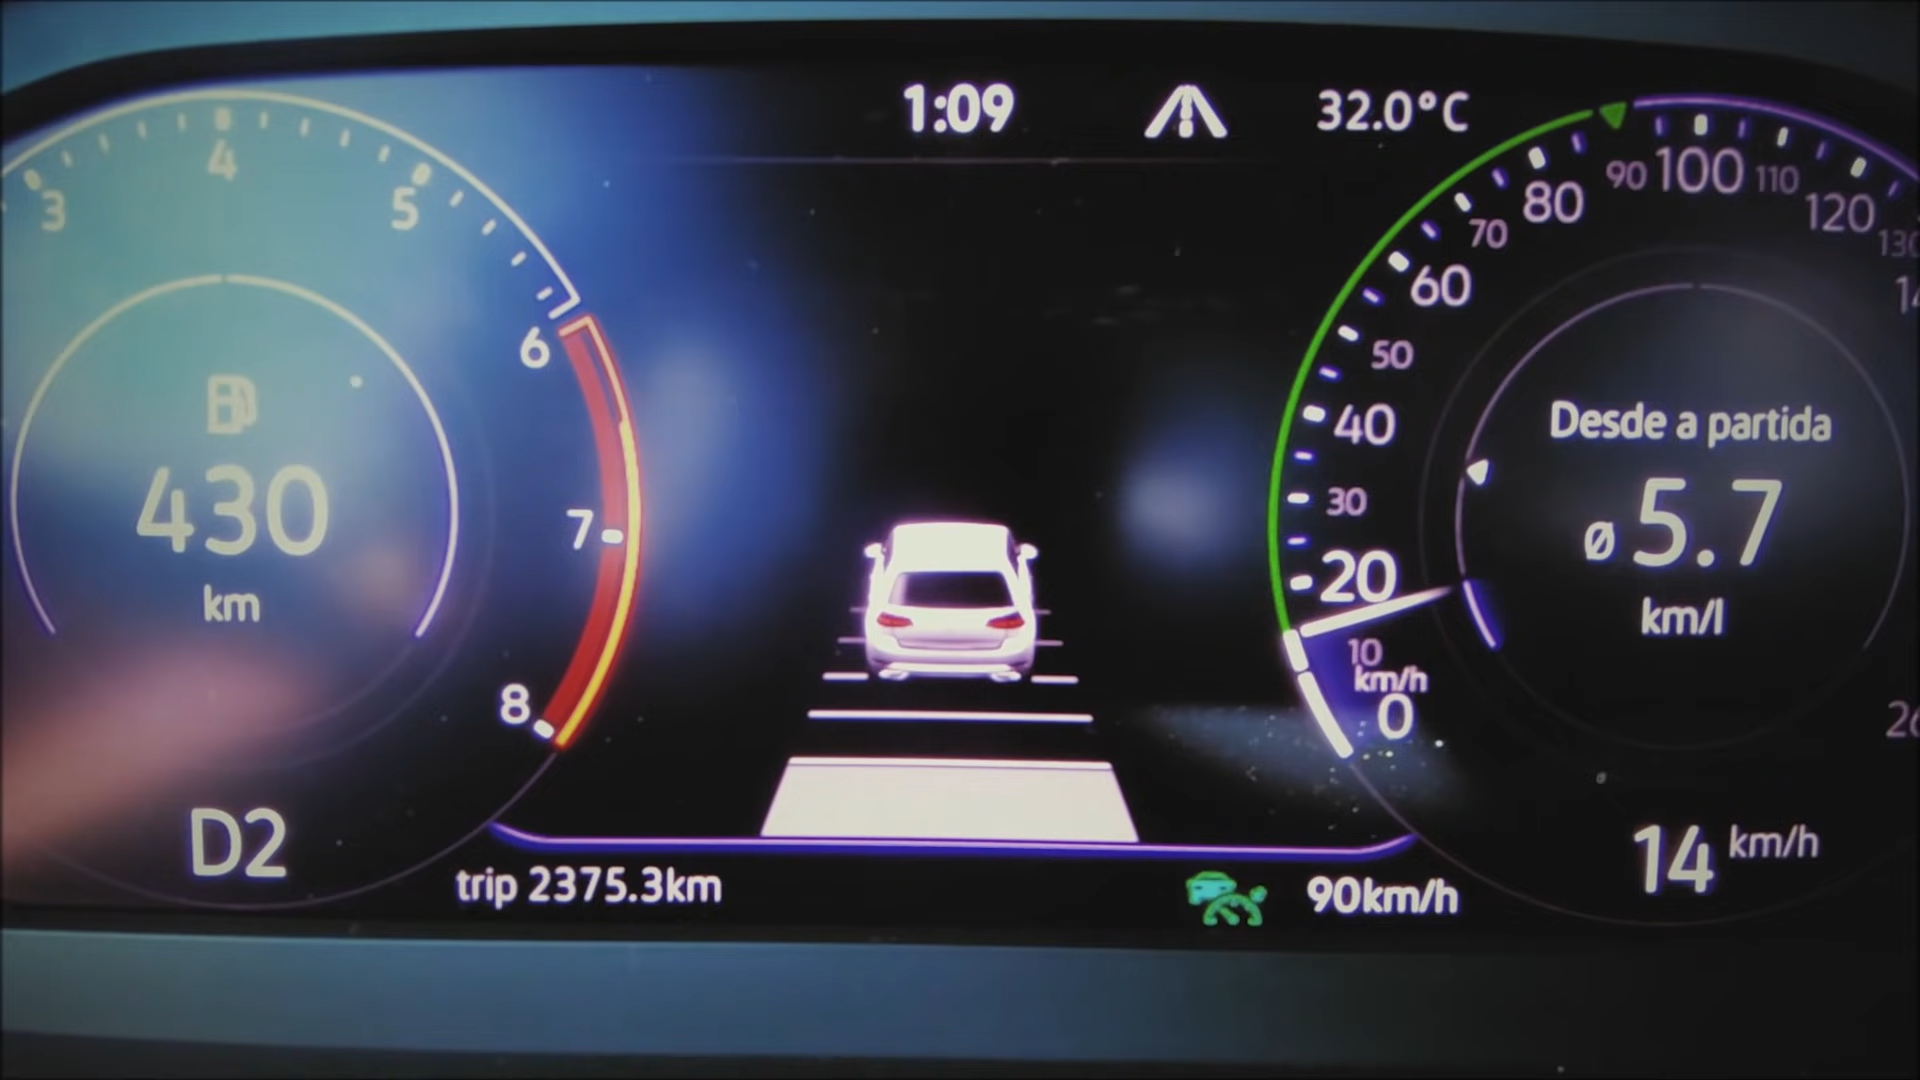 1:09
32.0°C
3
4
5
6
7
8
430
km
D2
trip 2375.3km
90km/h
0
10
km/h
20
30
40
50
60
70
80
90
100
110
120
130
Desde a partida
ø 5.7
km/l
14 km/h